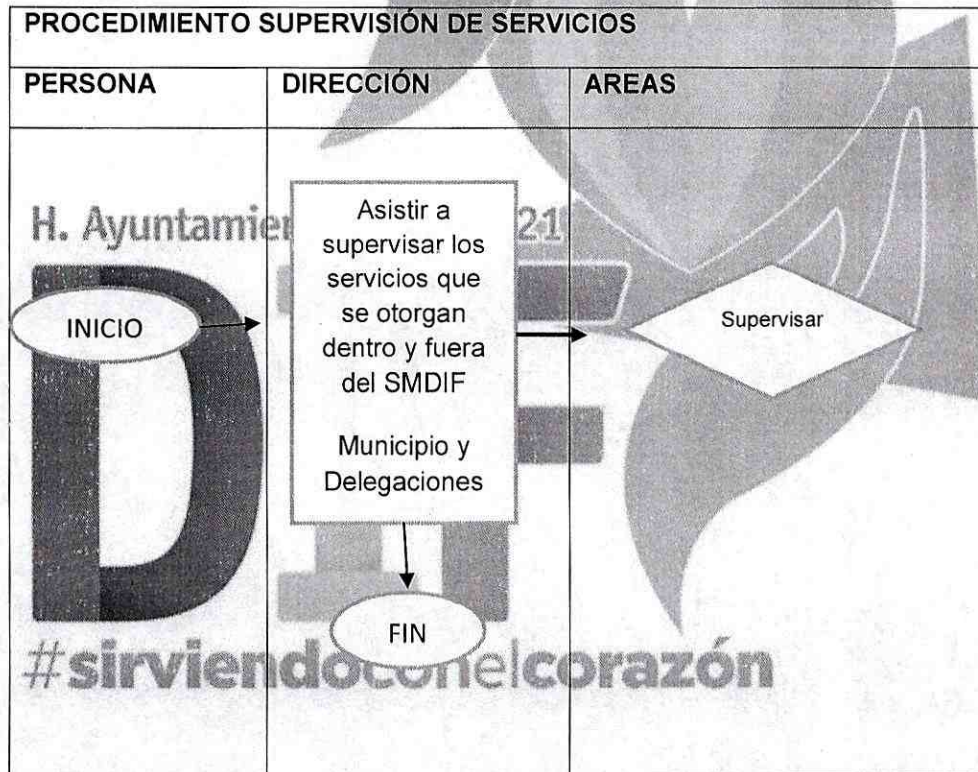 PROCEDIMIENTO SUPERVISIÓN DE SERVICIOS
PERSONA DIRECCIÓN AREAS
H. Ayuntamie 21
INICIO
Asistir a
supervisar los
servicios que
se otorgan
dentro y fuera
del SMDIF
Municipio y
Delegaciones
Supervisar
FIN
#sirviendoconelcorazón